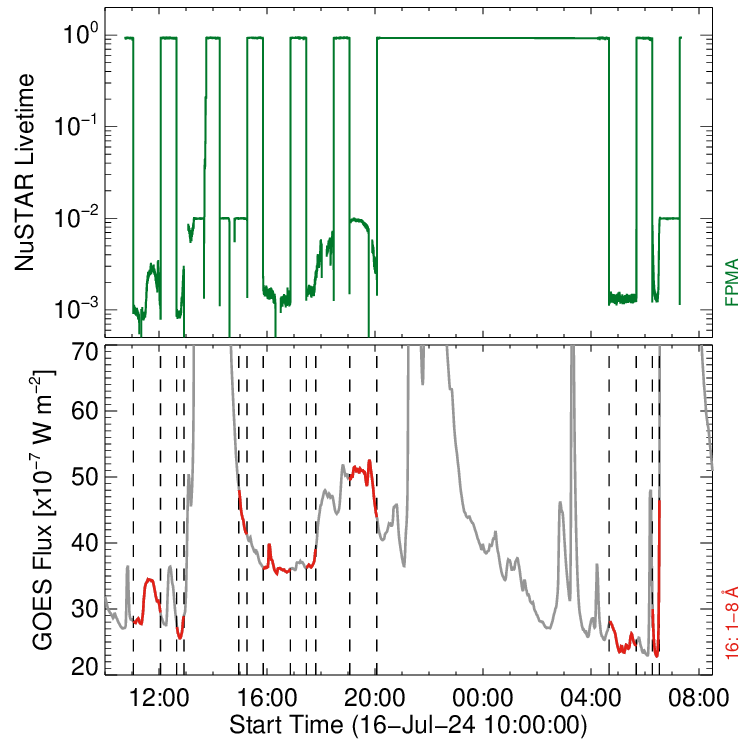 10⁰
10⁻¹
10⁻²
10⁻³
NuSTAR Livetime
FPMA
70
60
50
40
30
20
GOES Flux [x10⁻⁷ W m⁻²]
16: 1−8 Å
12:00 16:00 20:00 00:00 04:00 08:00
Start Time (16−Jul−24 10:00:00)